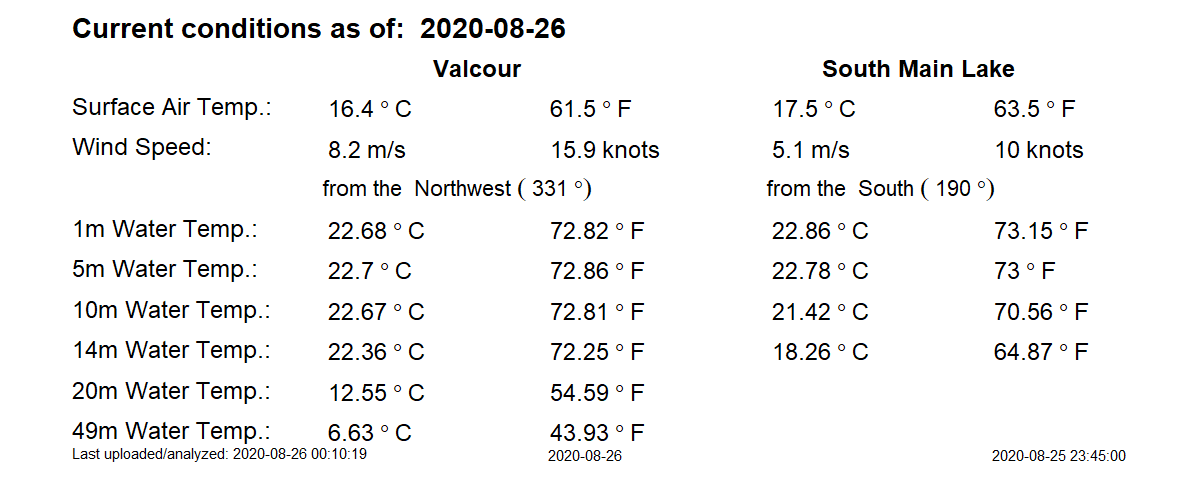 Current conditions as of: 2020-08-26
Valcour South Main Lake
Surface Air Temp.: 16.4 ° C 61.5 ° F 17.5 ° C 63.5 ° F
Wind Speed: 8.2 m/s 15.9 knots 5.1 m/s 10 knots
from the Northwest ( 331 °) from the South ( 190 °)
1m Water Temp.: 22.68 ° C 72.82 ° F 22.86 ° C 73.15 ° F
5m Water Temp.: 22.7 ° C 72.86 ° F 22.78 ° C 73 ° F
10m Water Temp.: 22.67 ° C 72.81 ° F 21.42 ° C 70.56 ° F
14m Water Temp.: 22.36 ° C 72.25 ° F 18.26 ° C 64.87 ° F
20m Water Temp.: 12.55 ° C 54.59 ° F
49m Water Temp.: 6.63 ° C 43.93 ° F
Last uploaded/analyzed: 2020-08-26 00:10:19 2020-08-26 2020-08-25 23:45:00